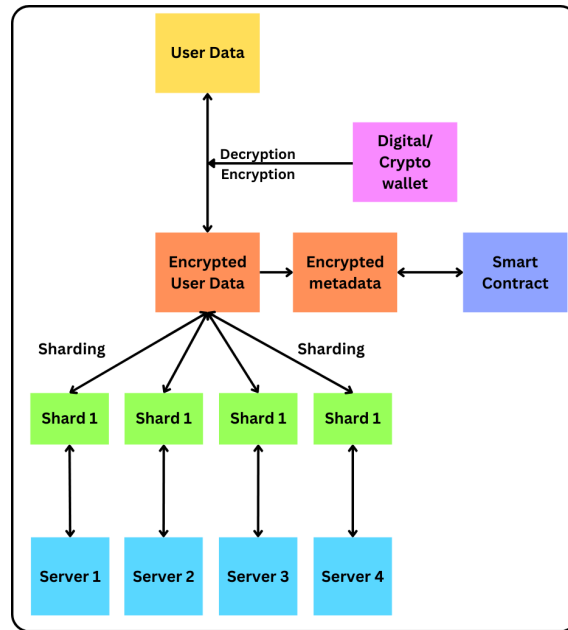 User Data
Decryption
Encryption
Digital/
Crypto
wallet
Encrypted
User Data
Encrypted
metadata
Smart
Contract
Sharding
Sharding
Shard 1
Shard 1
Shard 1
Shard 1
Server 1
Server 2
Server 3
Server 4